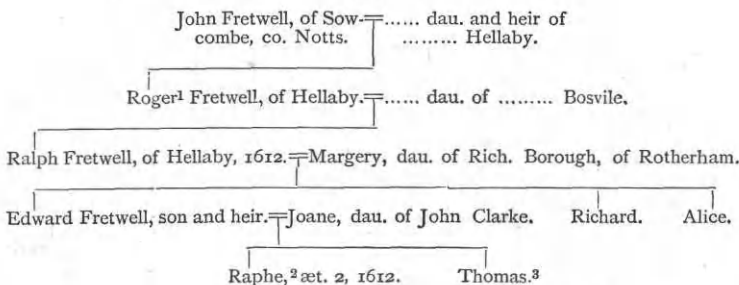 John Fretwell, of Sow-=...... dau. and heir of
combe, co. Notts. ......... Hellaby.
Roger¹ Fretwell, of Hellaby.=...... dau. of ......... Bosvile.
Ralph Fretwell, of Hellaby, 1612.=Margery, dau. of Rich. Borough, of Rotherham.
Edward Fretwell, son and heir.=Joane, dau. of John Clarke. Richard. Alice.
Raphe,² æt. 2, 1612. Thomas.³